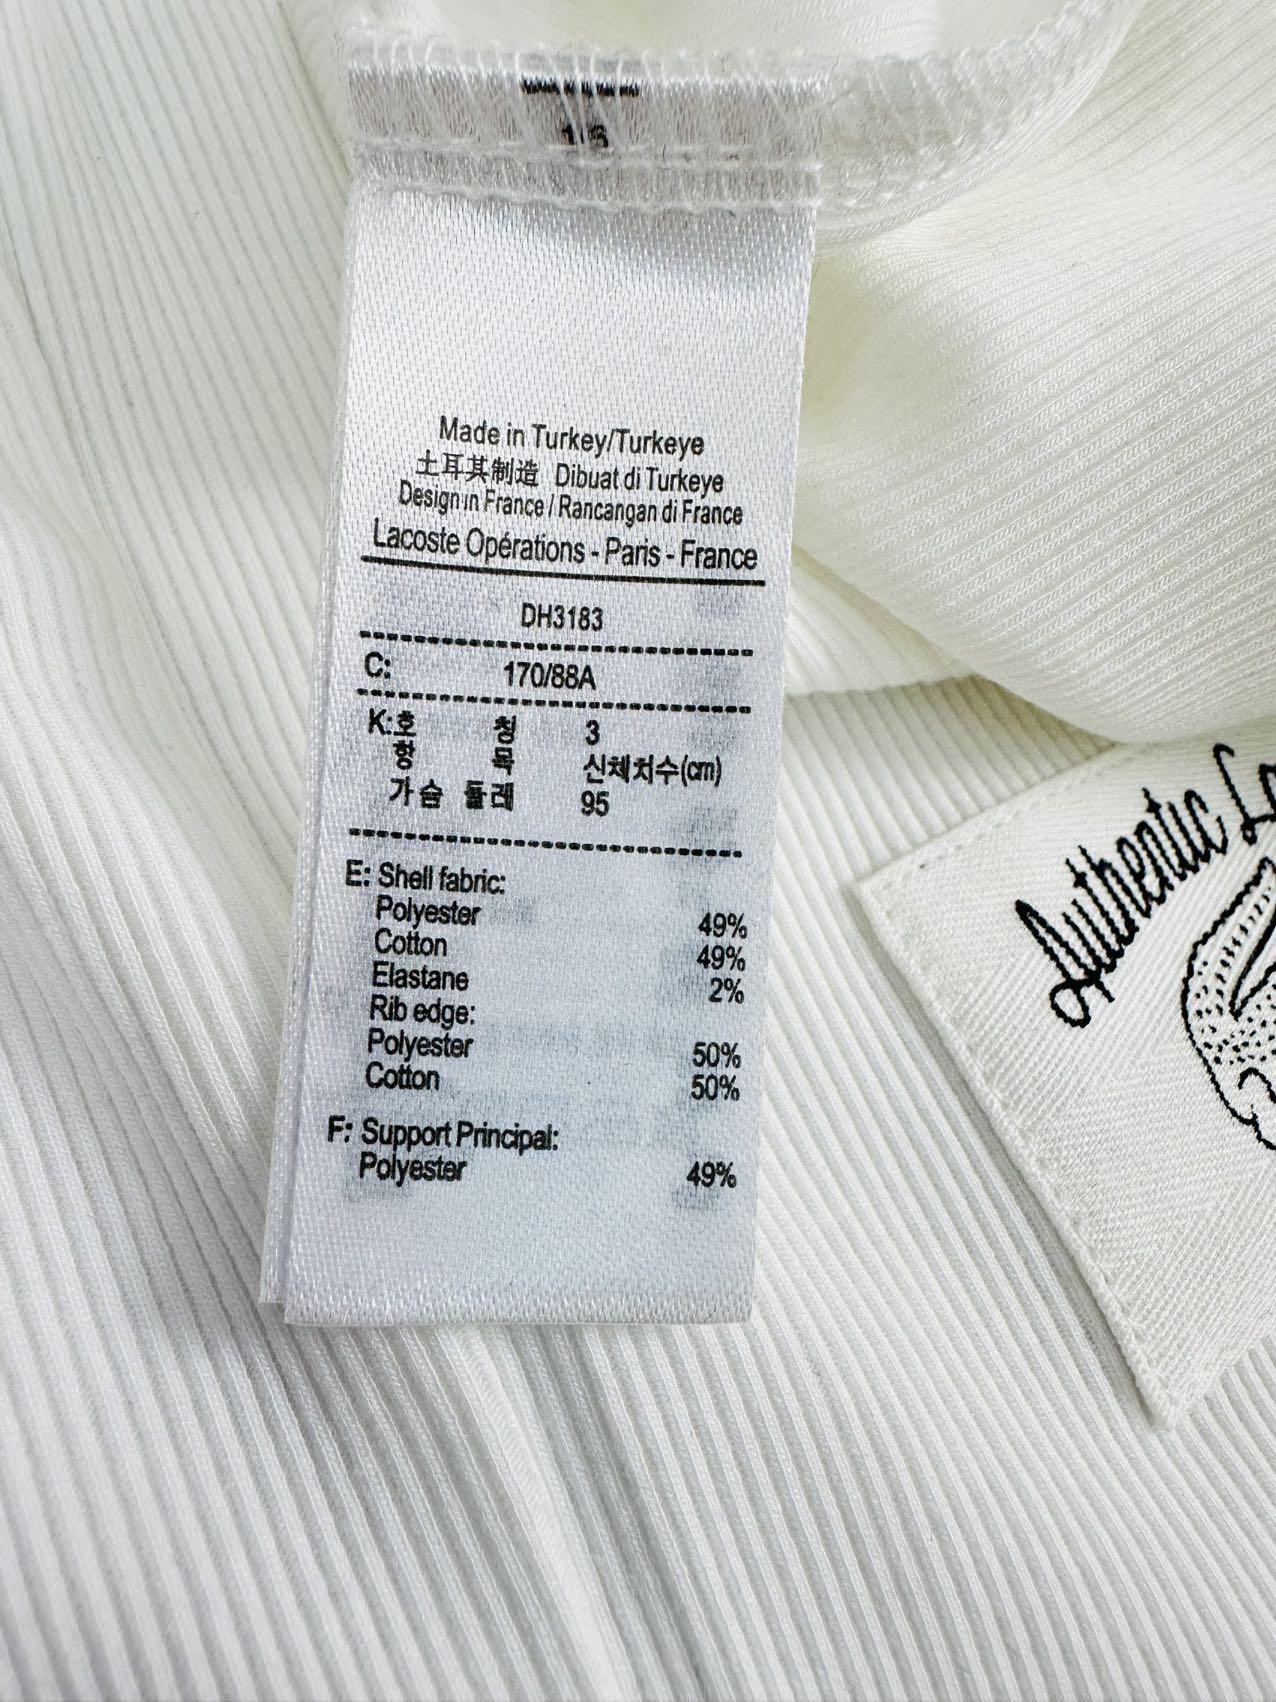 Made in Turkey/Turkeye
土耳其制造 Dibuat di Turkeye
Design in France / Rancangan di France
Lacoste Opérations - Paris - France
DH3183
C: 170/88A
K:호 칭 3
항 목 신체치수(cm)
가슴 둘레 95
E: Shell fabric:
Polyester 49%
Cotton 49%
Elastane 2%
Rib edge:
Polyester 50%
Cotton 50%
F: Support Principal:
Polyester 49%
Authentic